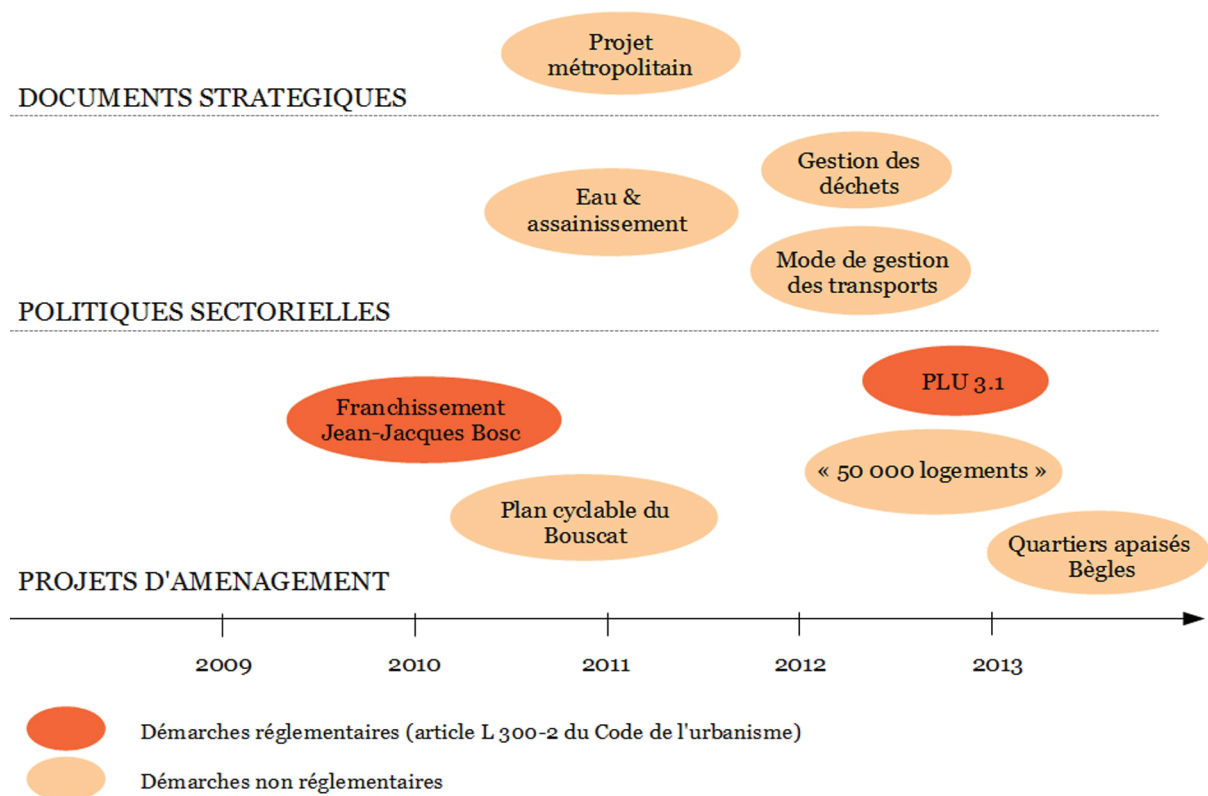 Projet
métropolitain
DOCUMENTS STRATEGIQUES
Gestion des
déchets
Eau &
assainissement
Mode de gestion
des transports
POLITIQUES SECTORIELLES
PLU 3.1
Franchissement
Jean-Jacques Bosc
« 50 000 logements »
Plan cyclable du
Bouscat
Quartiers apaisés
Bègles
PROJETS D'AMENAGEMENT
2009 2010 2011 2012 2013
Démarches réglementaires (article L 300-2 du Code de l'urbanisme)
Démarches non réglementaires